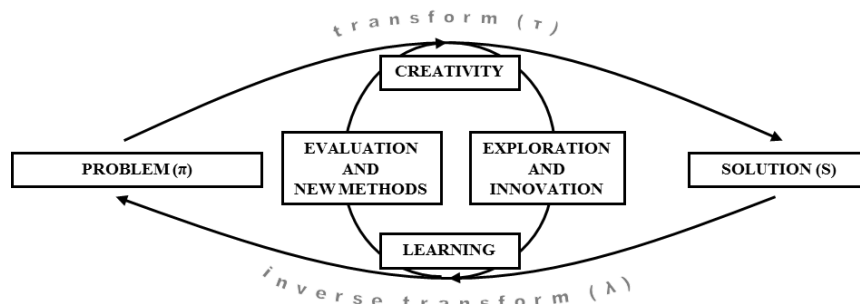 transform (τ)
CREATIVITY
PROBLEM (π)
EVALUATION
AND
NEW METHODS
EXPLORATION
AND
INNOVATION
SOLUTION (S)
LEARNING
inverse transform (λ)